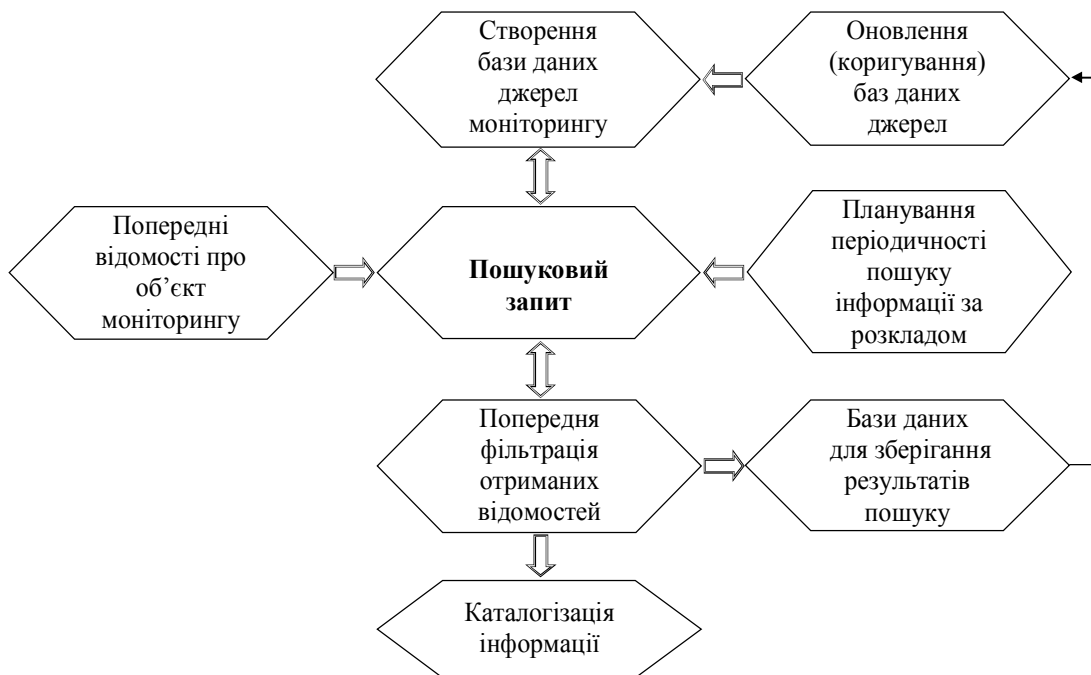 Створення
бази даних
джерел
моніторингу
Оновлення
(коригування)
баз даних
джерел
Попередні
відомості про
об’єкт
моніторингу
Пошуковий
запит
Планування
періодичності
пошуку
інформації за
розкладом
Попередня
фільтрація
отриманих
відомостей
Бази даних
для зберігання
результатів
пошуку
Каталогізація
інформації